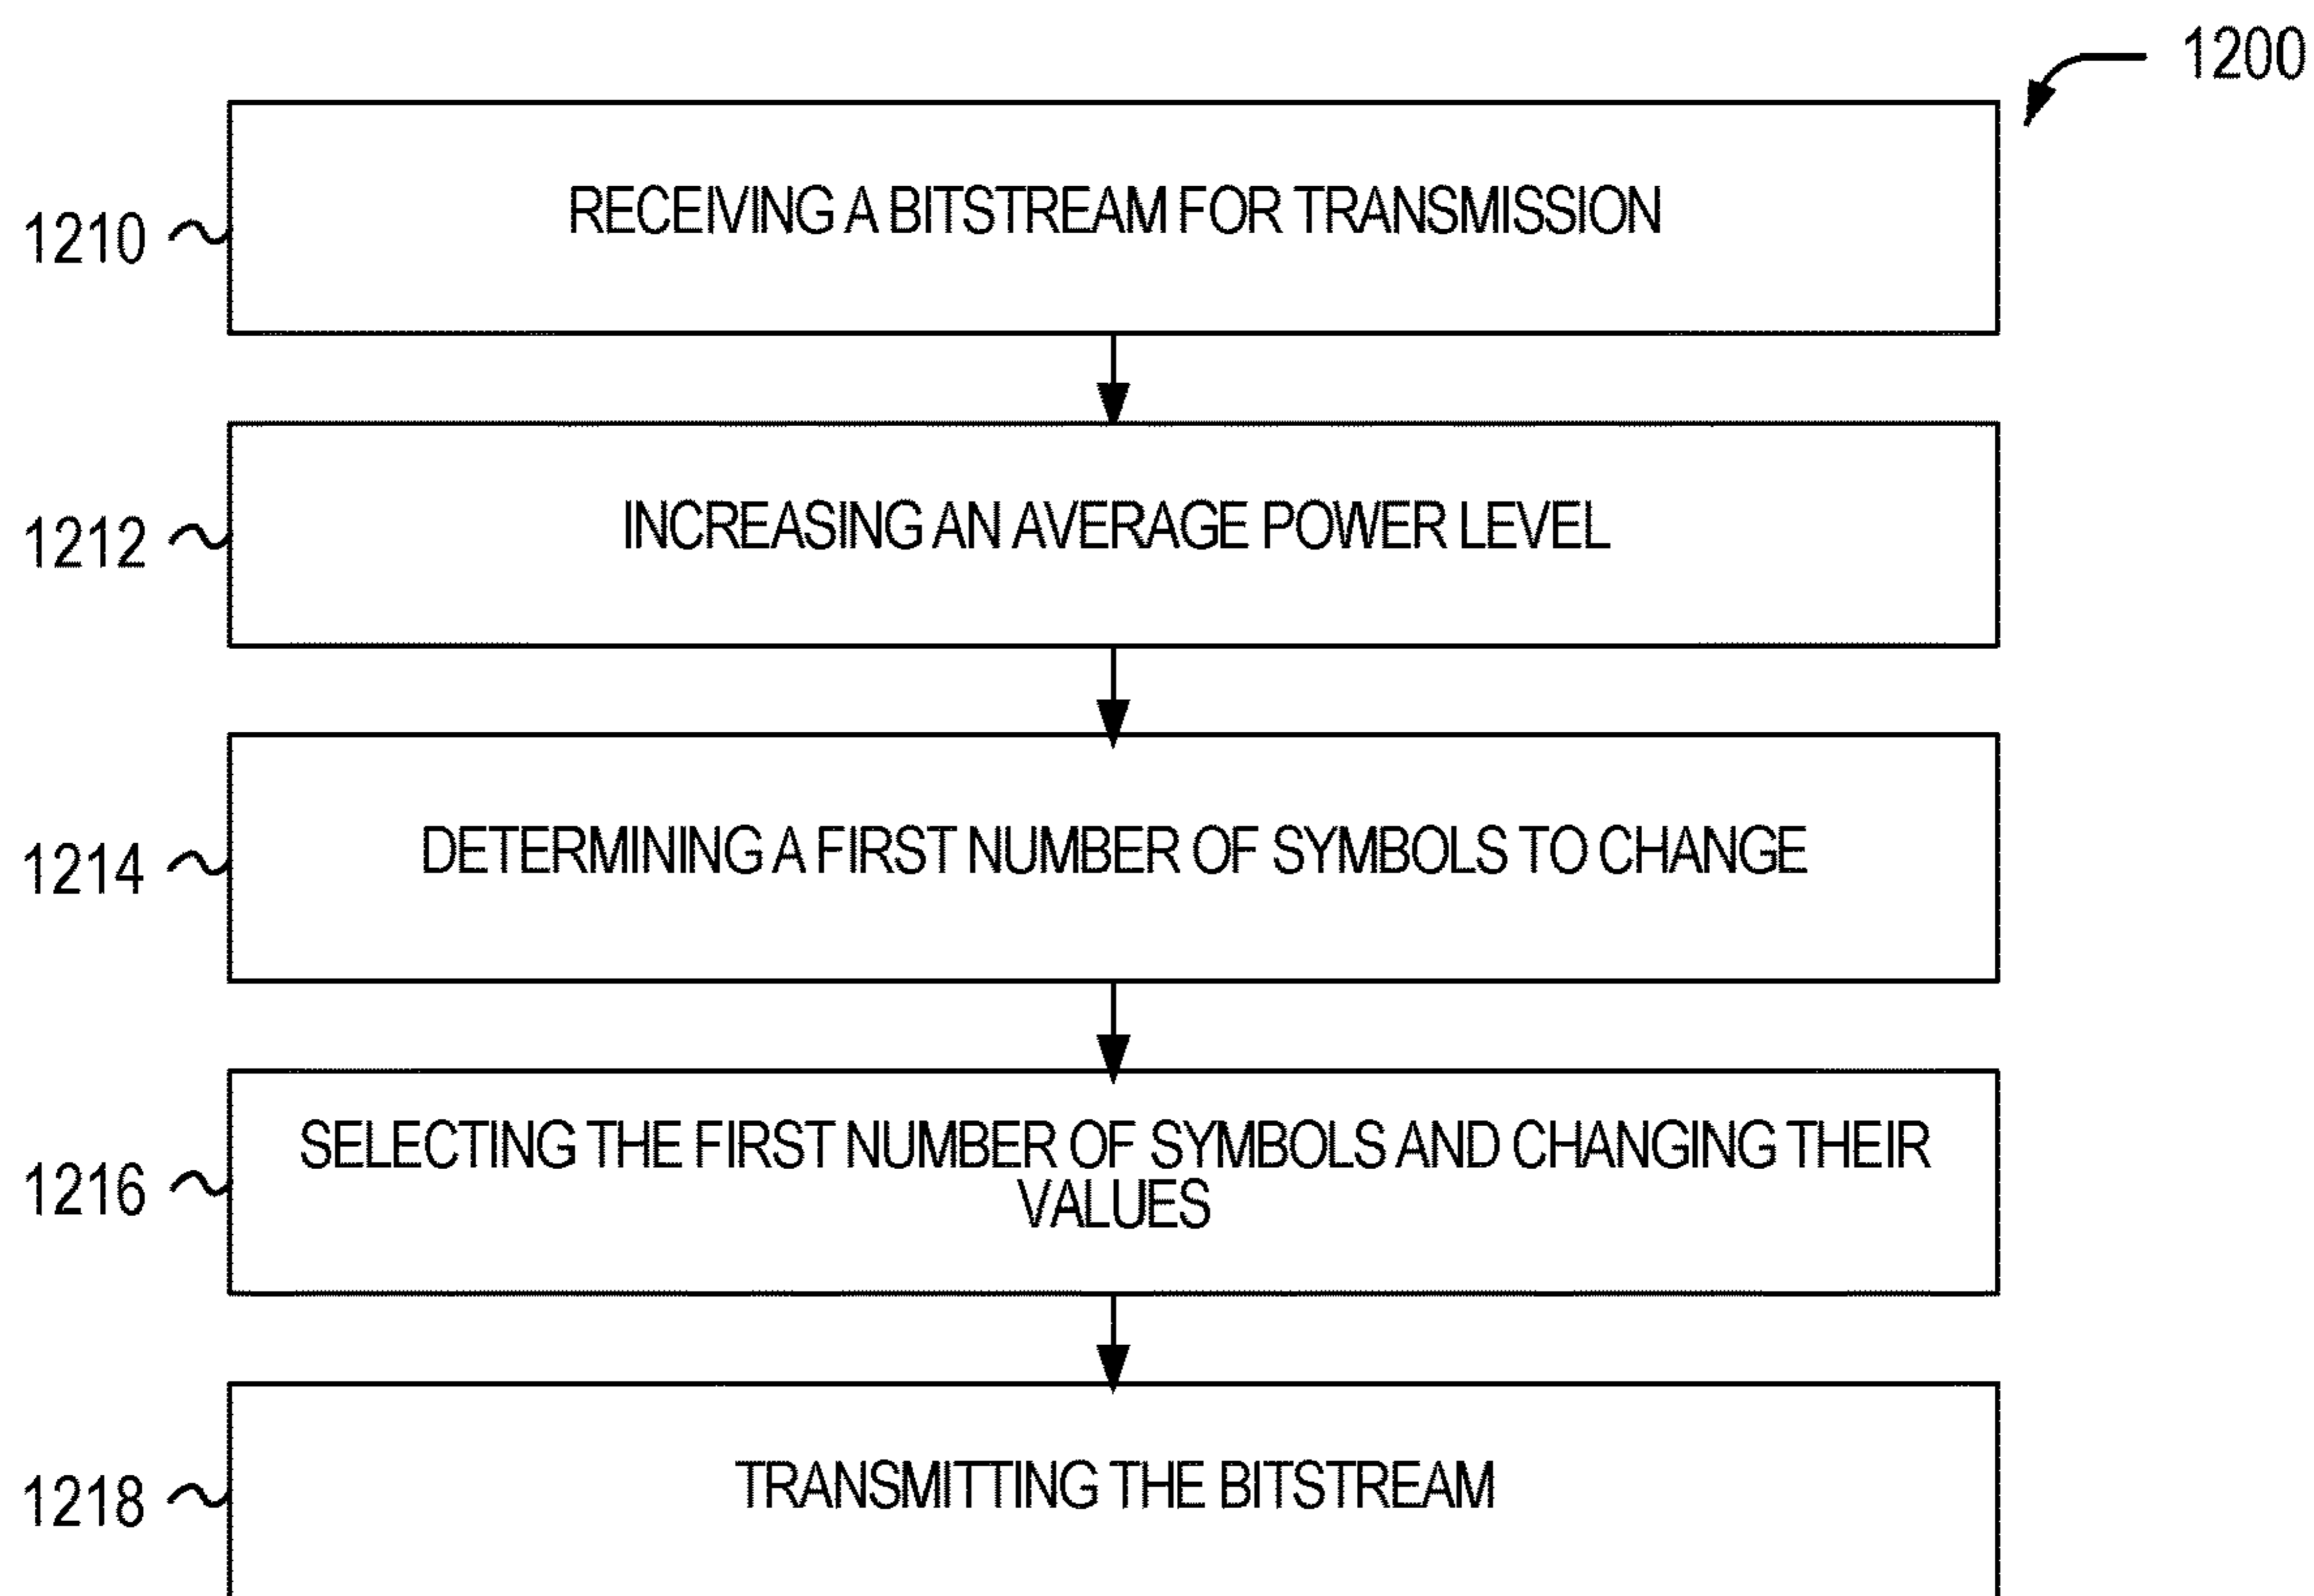 1200
1210
RECEIVING A BITSTREAM FOR TRANSMISSION
1212
INCREASING AN AVERAGE POWER LEVEL
1214
DETERMINING A FIRST NUMBER OF SYMBOLS TO CHANGE
1216
SELECTING THE FIRST NUMBER OF SYMBOLS AND CHANGING THEIR
VALUES
1218
TRANSMITTING THE BITSTREAM